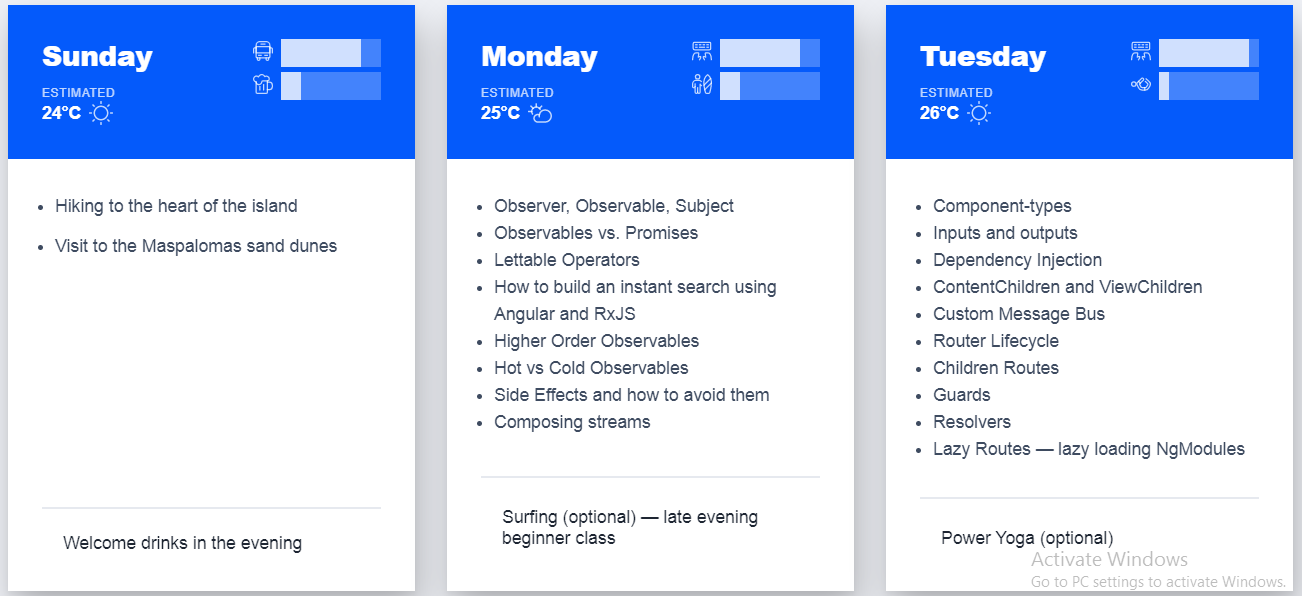 Sunday
ESTIMATED
24°C
Hiking to the heart of the island
Visit to the Maspalomas sand dunes
Welcome drinks in the evening
Monday
ESTIMATED
25°C
Observer, Observable, Subject
Observables vs. Promises
Lettable Operators
How to build an instant search using
Angular and RxJS
Higher Order Observables
Hot vs Cold Observables
Side Effects and how to avoid them
Composing streams
Surfing (optional) — late evening
beginner class
Tuesday
ESTIMATED
26°C
Component-types
Inputs and outputs
Dependency Injection
ContentChildren and ViewChildren
Custom Message Bus
Router Lifecycle
Children Routes
Guards
Resolvers
Lazy Routes — lazy loading NgModules
Power Yoga (optional)
Activate Windows
Go to PC settings to activate Windows.